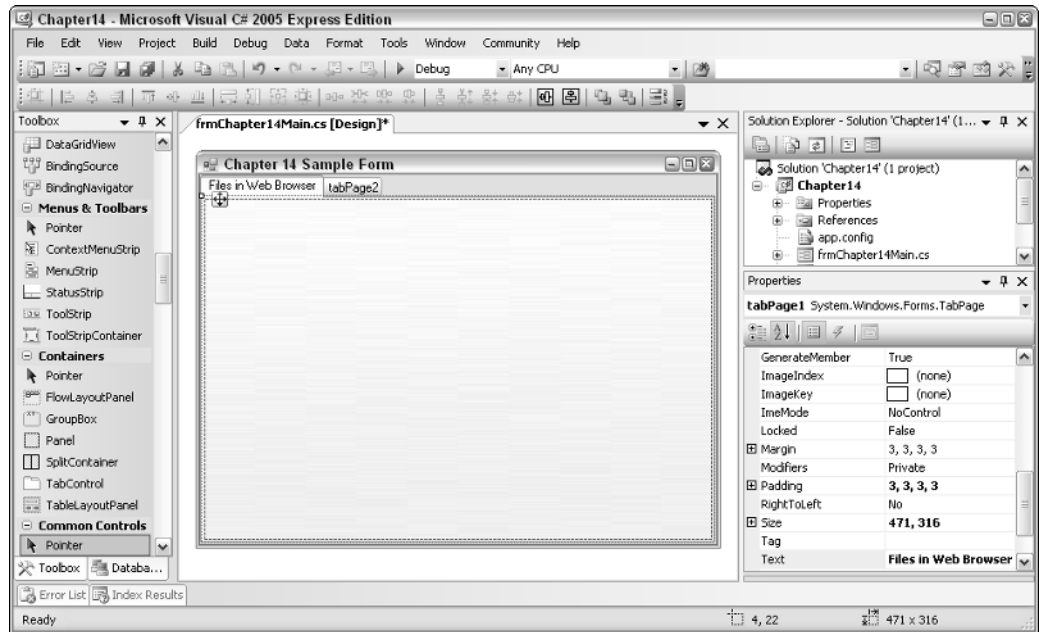 Chapter14 - Microsoft Visual C# 2005 Express Edition
File Edit View Project Build Debug Data Format Tools Window Community Help
Debug Any CPU
Toolbox
DataGridView
BindingSource
BindingNavigator
Menus & Toolbars
Pointer
ContextMenuStrip
MenuStrip
StatusStrip
ToolStrip
ToolStripContainer
Containers
Pointer
FlowLayoutPanel
GroupBox
Panel
SplitContainer
TabControl
TableLayoutPanel
Common Controls
Pointer
Toolbox Databa...
frmChapter14Main.cs [Design]*
Chapter 14 Sample Form
Files in Web Browser tabPage2
Solution Explorer - Solution 'Chapter14' (1...
Solution 'Chapter14' (1 project)
Chapter14
Properties
References
app.config
frmChapter14Main.cs
Properties
tabPage1 System.Windows.Forms.TabPage
GenerateMember True
ImageIndex (none)
ImageKey (none)
ImeMode NoControl
Locked False
Margin 3, 3, 3, 3
Modifiers Private
Padding 3, 3, 3, 3
RightToLeft No
Size 471, 316
Tag
Text Files in Web Browser
Error List Index Results
Ready 4, 22 471 x 316